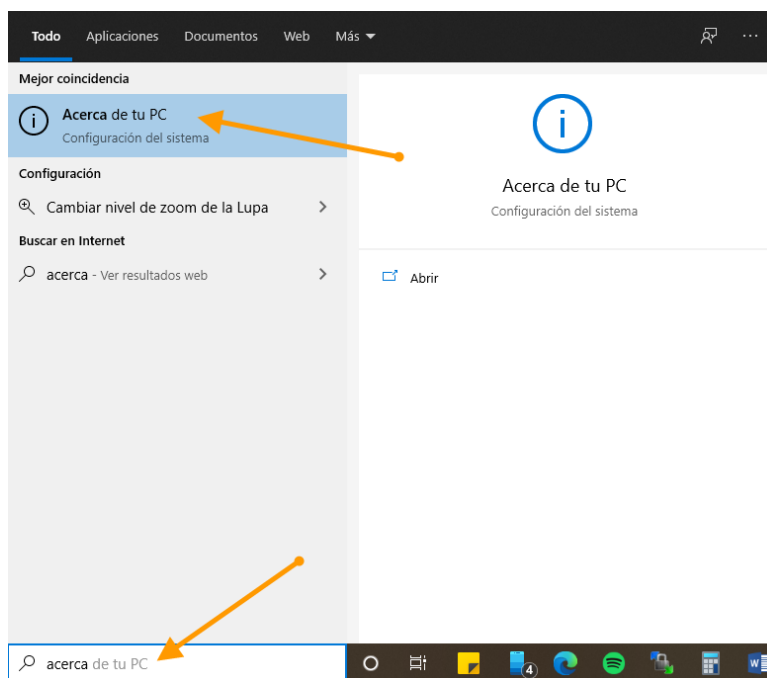 Todo Aplicaciones Documentos Web Más
Mejor coincidencia
Acerca de tu PC
Configuración del sistema
Configuración
Cambiar nivel de zoom de la Lupa
Buscar en Internet
acerca - Ver resultados web
Acerca de tu PC
Configuración del sistema
Abrir
acerca de tu PC
4
W